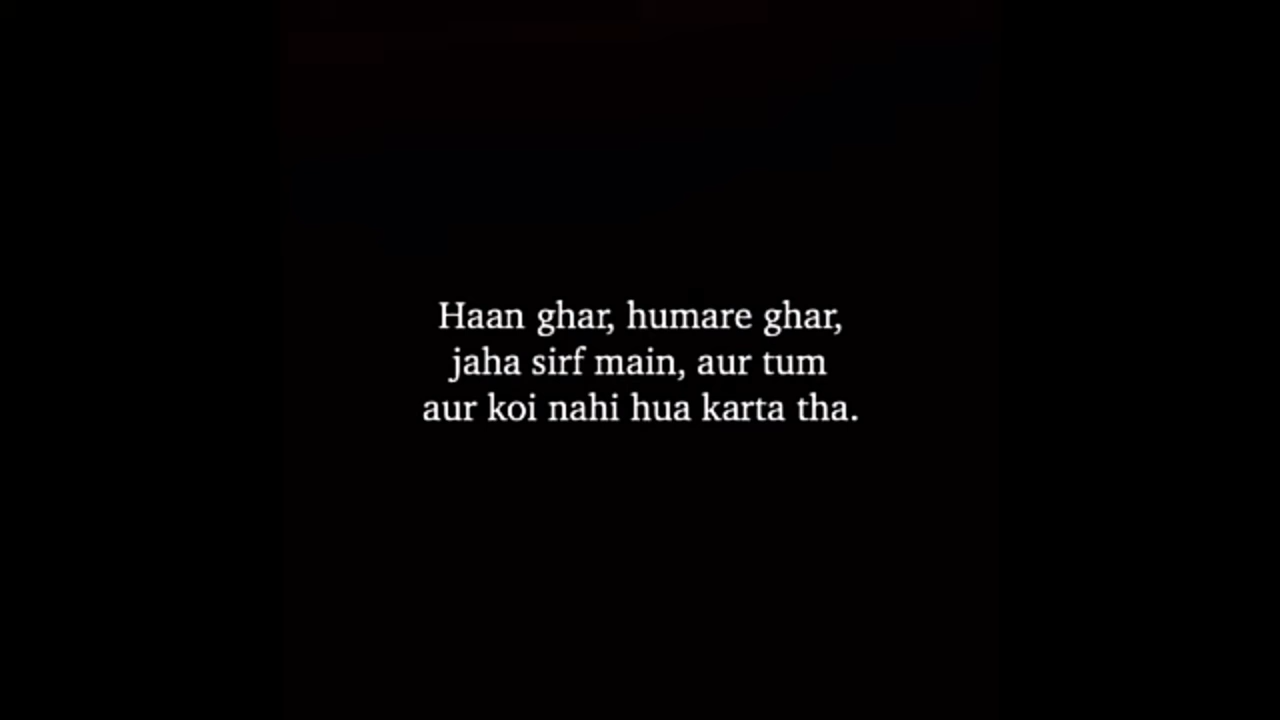 Haan ghar, humare ghar,
jaha sirf main, aur tum
aur koi nahi hua karta tha.